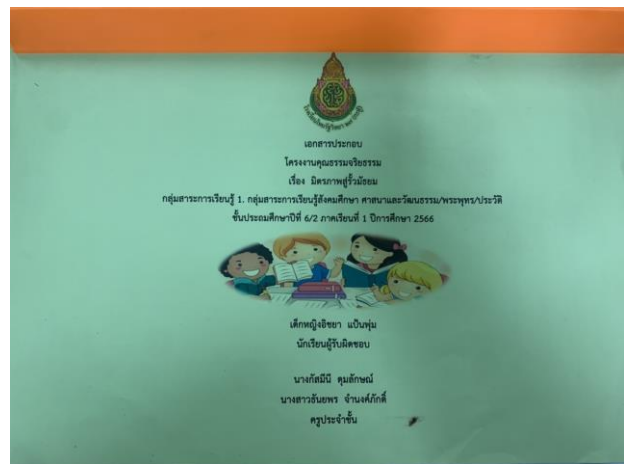 เอกสารประกอบ
โครงงานคุณธรรมจริยธรรม
เรื่อง มิตรภาพสู่รั้วมัธยม
กลุ่มสาระการเรียนรู้ 1. กลุ่มสาระการเรียนรู้สังคมศึกษา ศาสนาและวัฒนธรรม/พระพุทธ/ประวัติ
ชั้นประถมศึกษาปีที่ 6/2 ภาคเรียนที่ 1 ปีการศึกษา 2566
เด็กหญิงอิชยา แป้นพุ่ม
นักเรียนผู้รับผิดชอบ
นางกัสมีนี ดุมลักษณ์
นางสาวธันยพร จำนงค์ภักดิ์
ครูประจำชั้น